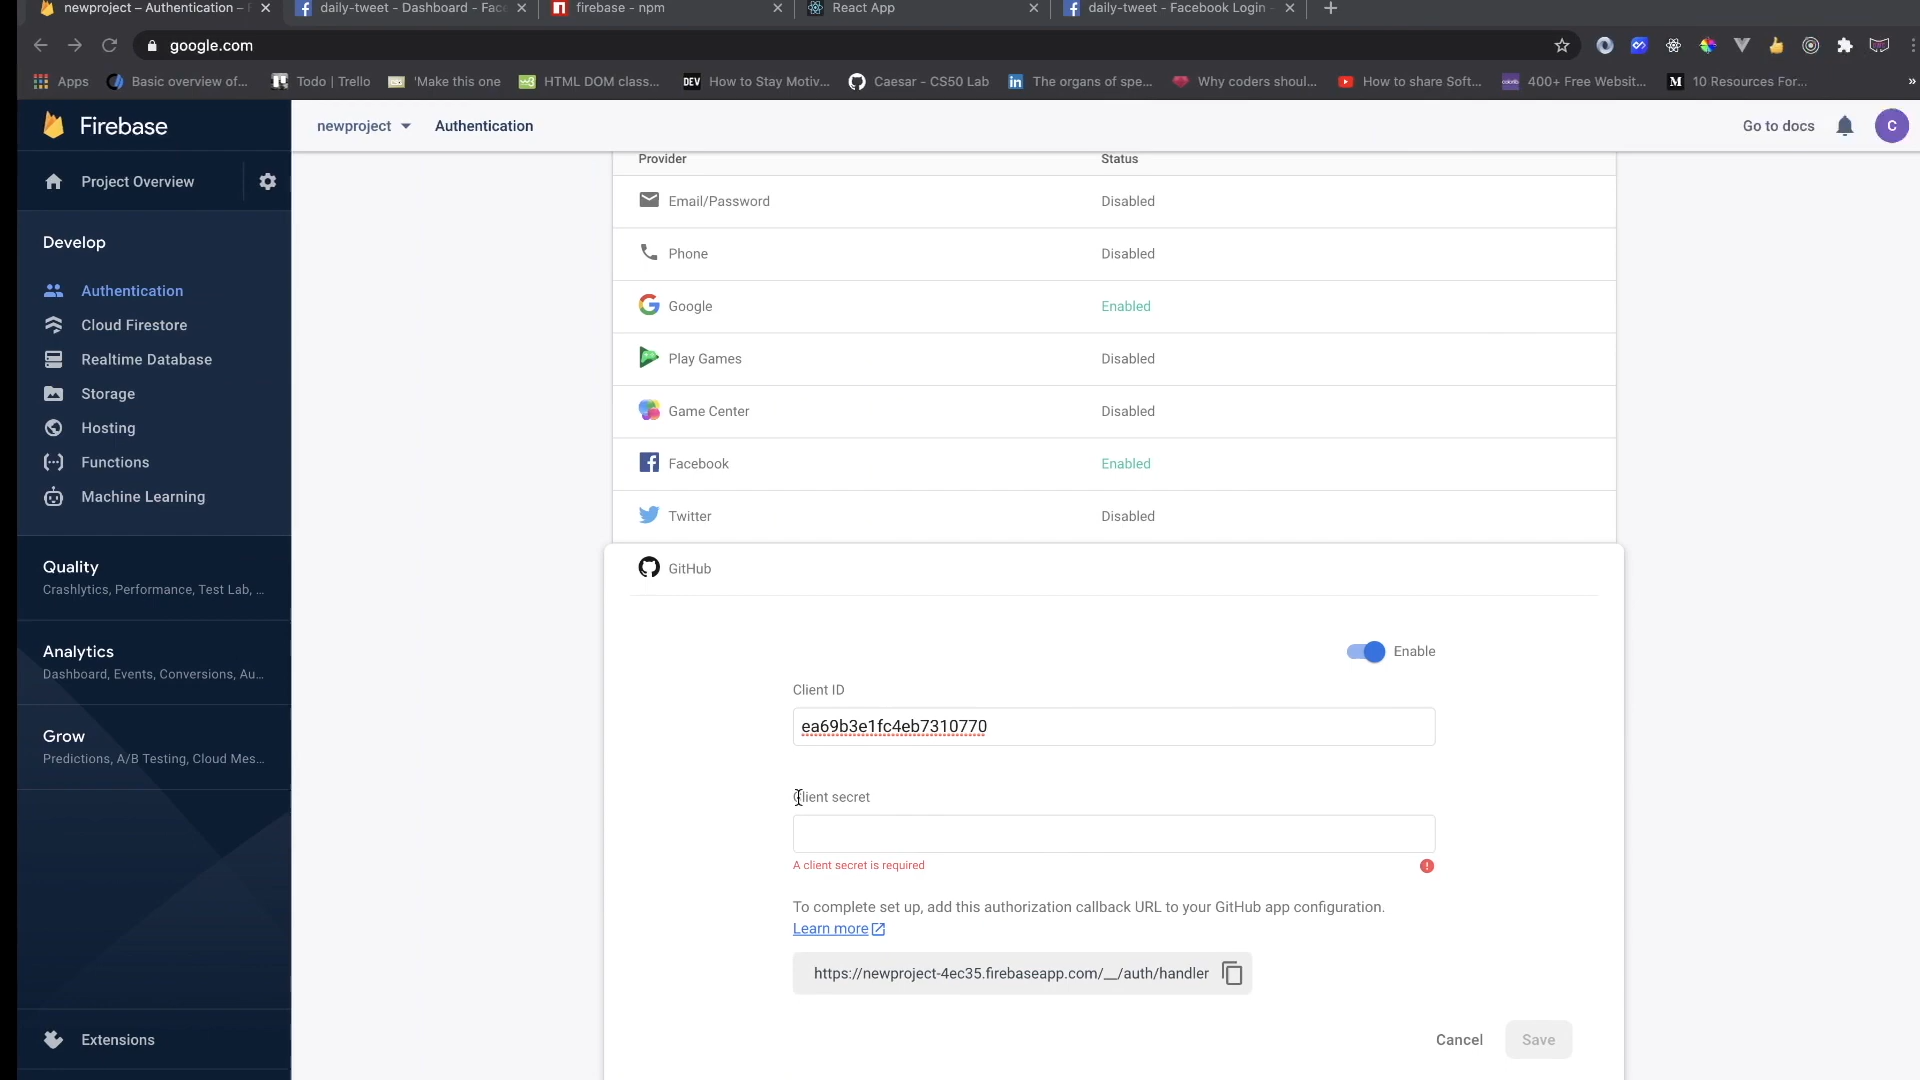 newproject – Authentication –
daily-tweet - Dashboard - Face
firebase - npm
React App
daily-tweet - Facebook Login -
google.com
Apps
Basic overview of...
Todo | Trello
'Make this one
HTML DOM class...
DEV How to Stay Motiv...
Caesar - CS50 Lab
in The organs of spe...
Why coders shoul...
How to share Soft...
400+ Free Websit...
M 10 Resources For...
»
Firebase
newproject
Authentication
Go to docs
C
Project Overview
Develop
Authentication
Cloud Firestore
Realtime Database
Storage
Hosting
Functions
Machine Learning
Quality
Crashlytics, Performance, Test Lab, ...
Analytics
Dashboard, Events, Conversions, Au...
Grow
Predictions, A/B Testing, Cloud Mes...
Extensions
Provider Status
Email/Password Disabled
Phone Disabled
Google Enabled
Play Games Disabled
Game Center Disabled
Facebook Enabled
Twitter Disabled
GitHub
Enable
Client ID
ea69b3e1fc4eb7310770
Client secret
A client secret is required
To complete set up, add this authorization callback URL to your GitHub app configuration.
Learn more
https://newproject-4ec35.firebaseapp.com/__/auth/handler
Cancel
Save